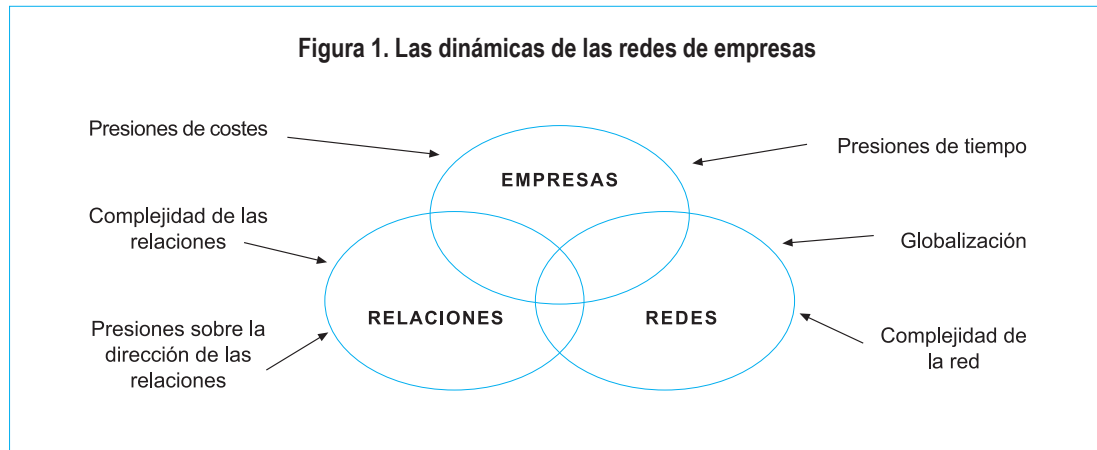 Figura 1. Las dinámicas de las redes de empresas
Presiones de costes
Presiones de tiempo
EMPRESAS
Complejidad de las
relaciones
Globalización
RELACIONES
REDES
Presiones sobre la
dirección de las
relaciones
Complejidad de
la red